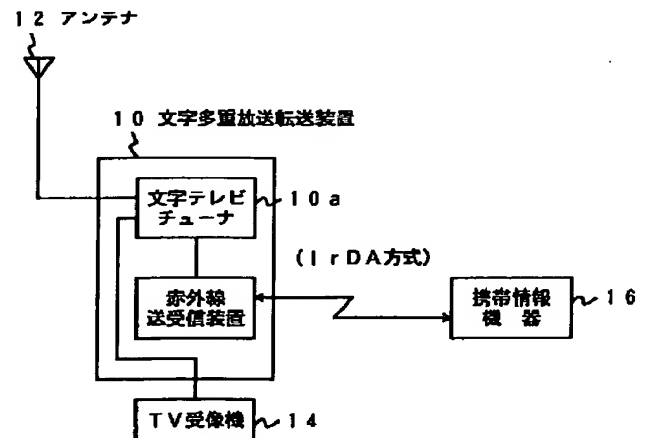 １２ アンテナ
１０ 文字多重放送転送装置
文字テレビ
チューナ
１０ａ
（ＩｒＤＡ方式）
赤外線
送受信装置
携帯情報
機 器
１６
ＴＶ受像機
１４